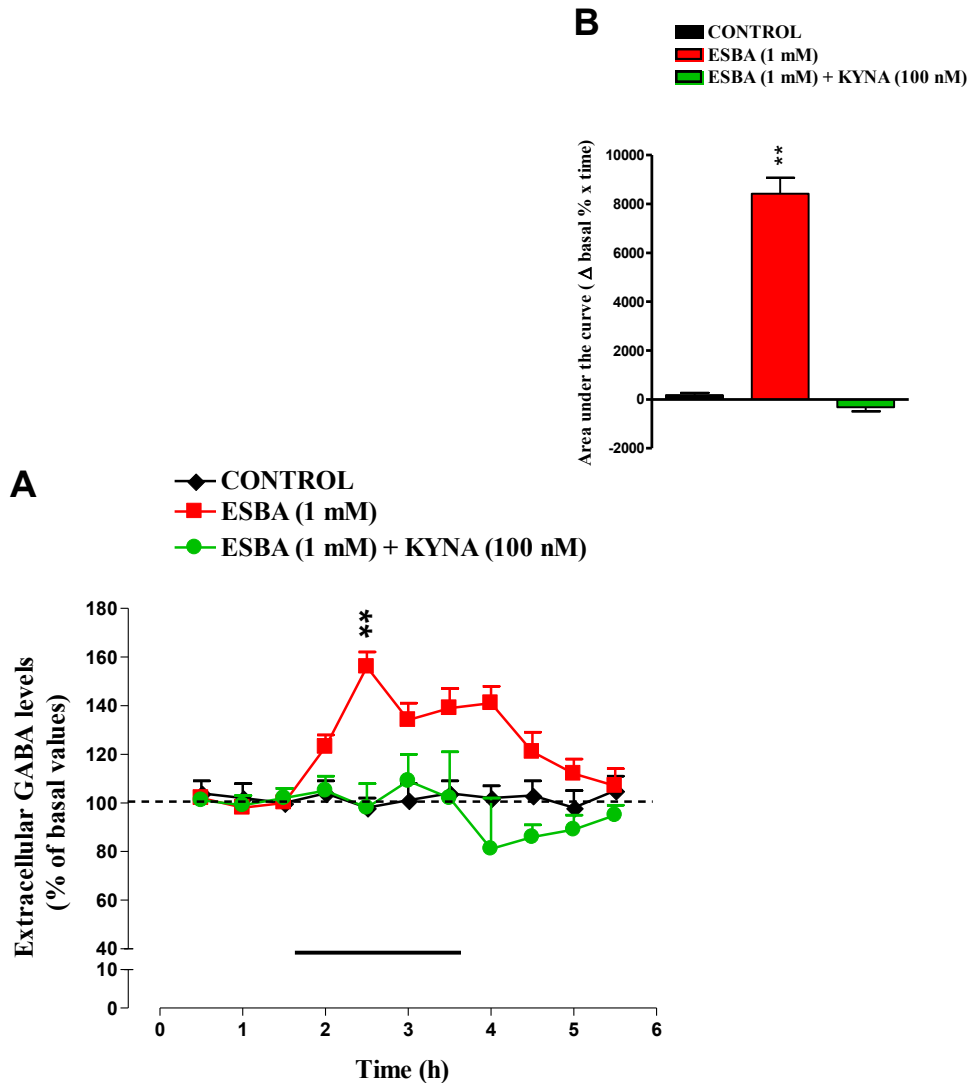 B
CONTROL
ESBA (1 mM)
ESBA (1 mM) + KYNA (100 nM)
Area under the curve ( Δ basal % x time)
10000
8000
6000
4000
2000
0
-2000
**
A
CONTROL
ESBA (1 mM)
ESBA (1 mM) + KYNA (100 nM)
Extracellular GABA levels
(% of basal values)
180
160
140
120
100
80
60
40
10
0
**
0 1 2 3 4 5 6
Time (h)